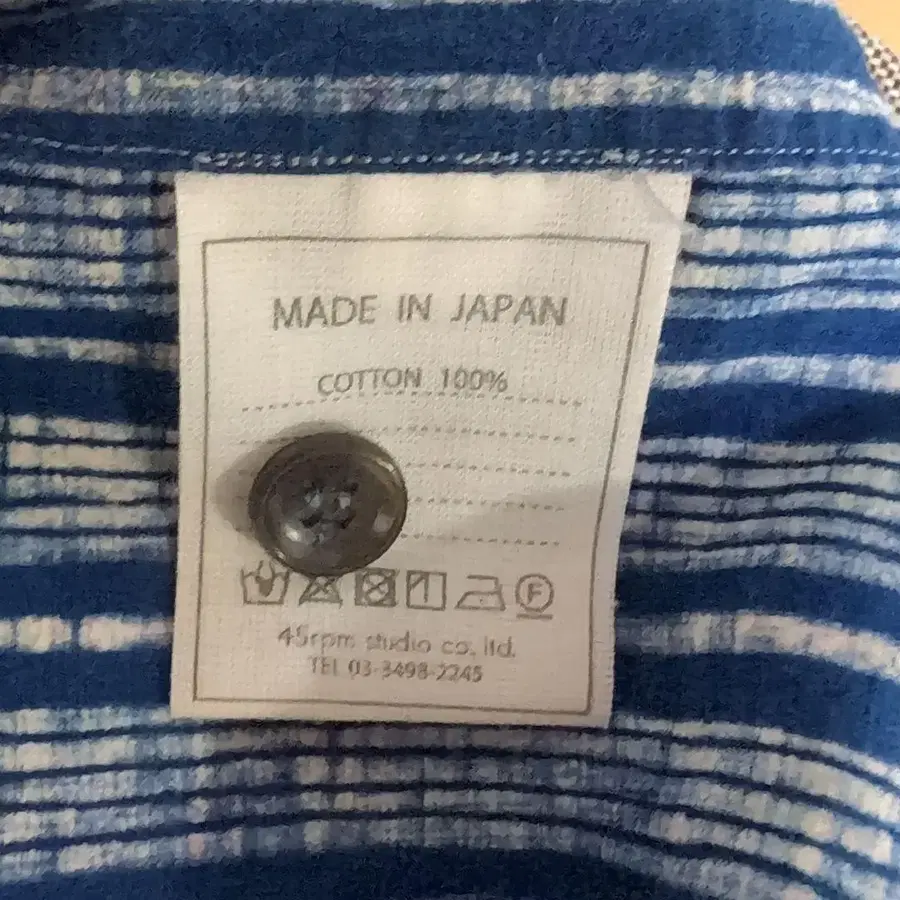 MADE IN JAPAN
COTTON 100%
F
45rpm studio co., ltd.
TEL 03-3498-2245